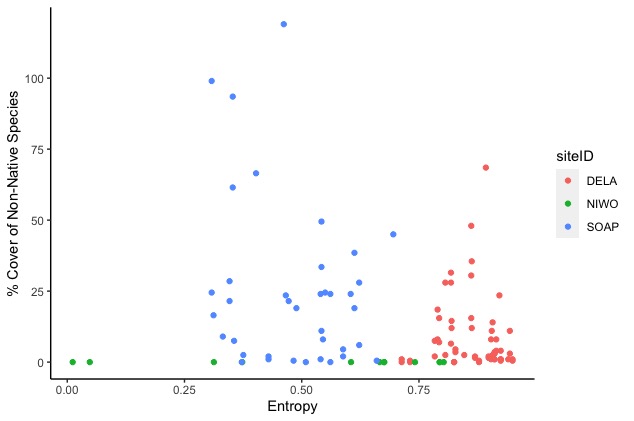 % Cover of Non-Native Species
100
75
50
25
0
0.00 0.25 0.50 0.75
Entropy
siteID
DELA
NIWO
SOAP